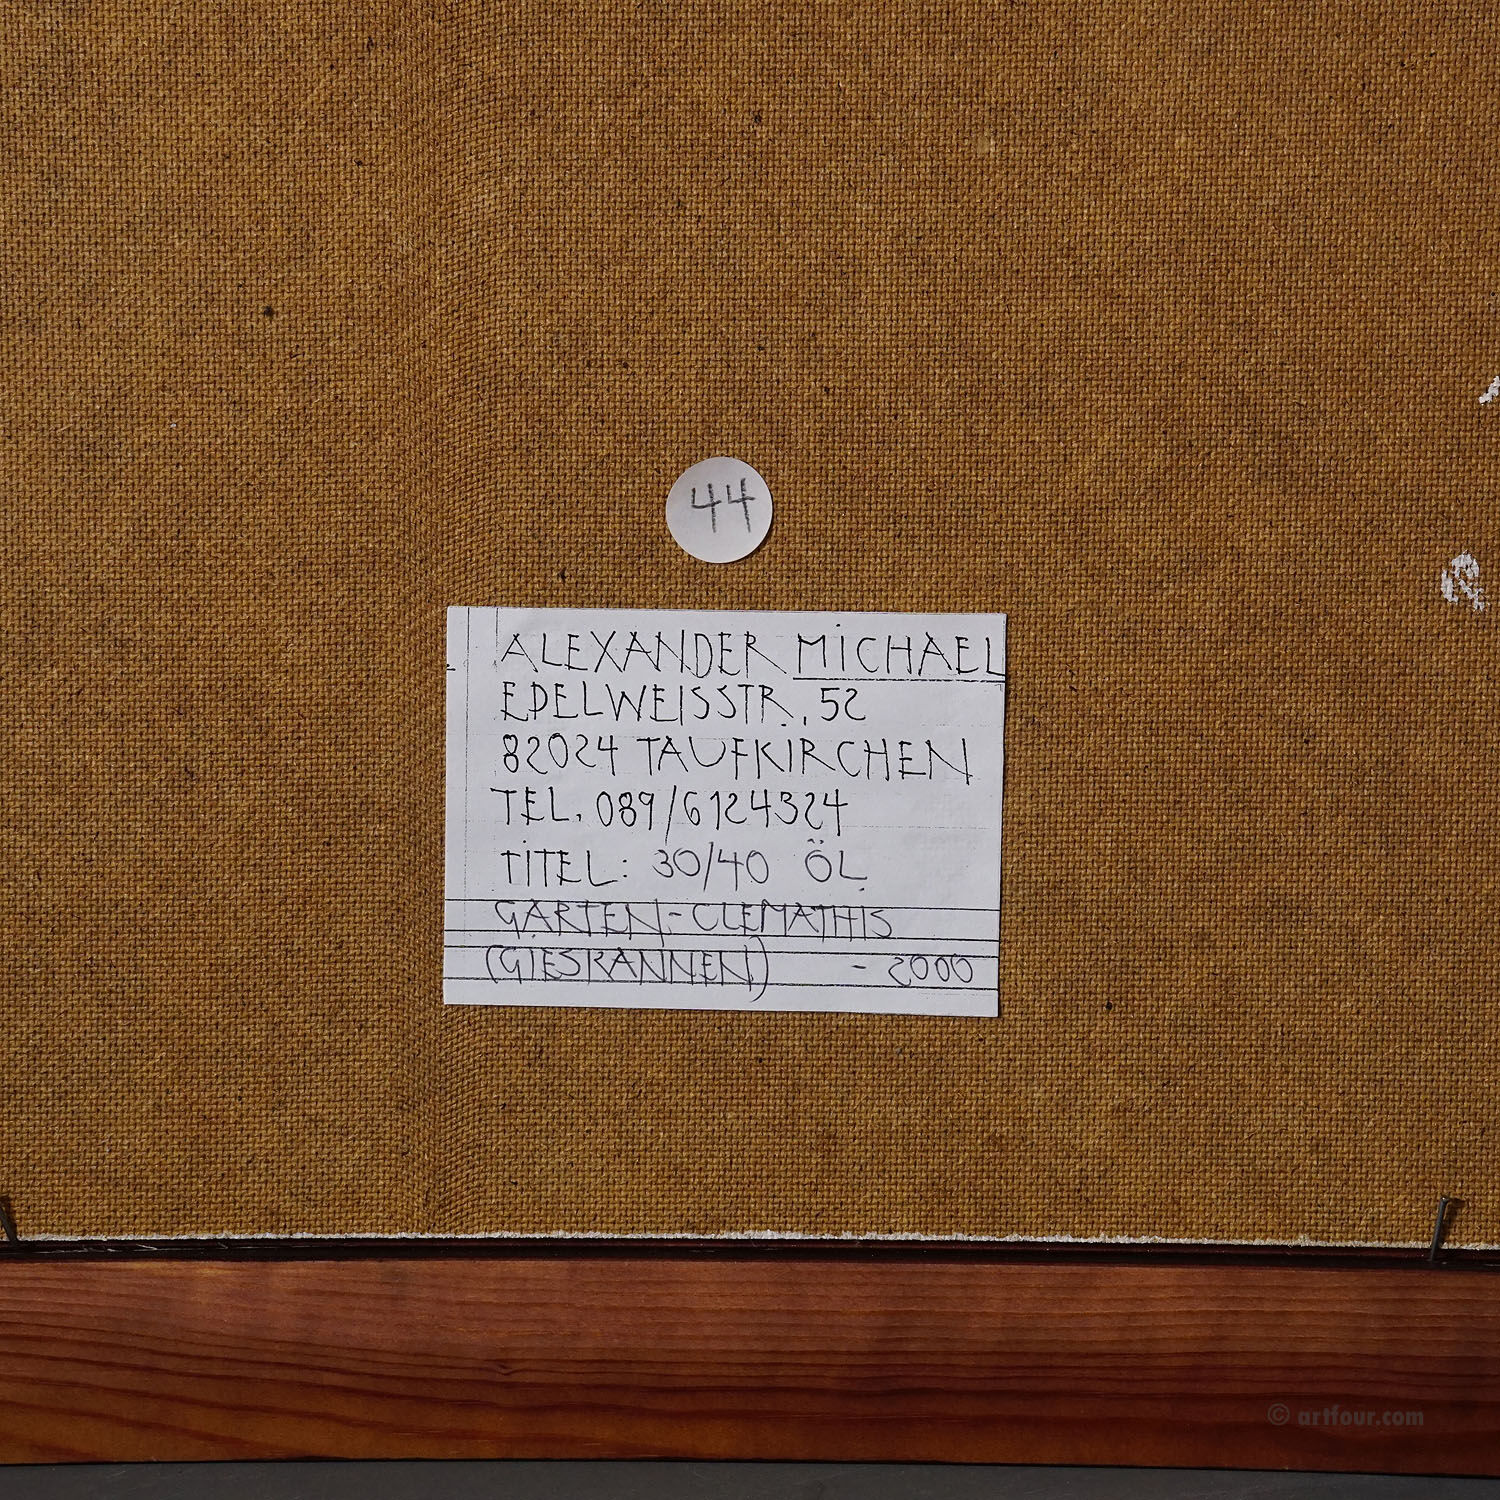 44
ALEXANDER MICHAEL
EDELWEISSTR. 52
82024 TAUFKIRCHEN
TEL. 089/6124324
TITEL: 30/40 ÖL
GARTEN-CLEMATHIS
(GIESKANNEN) - 2000
© artfour.com